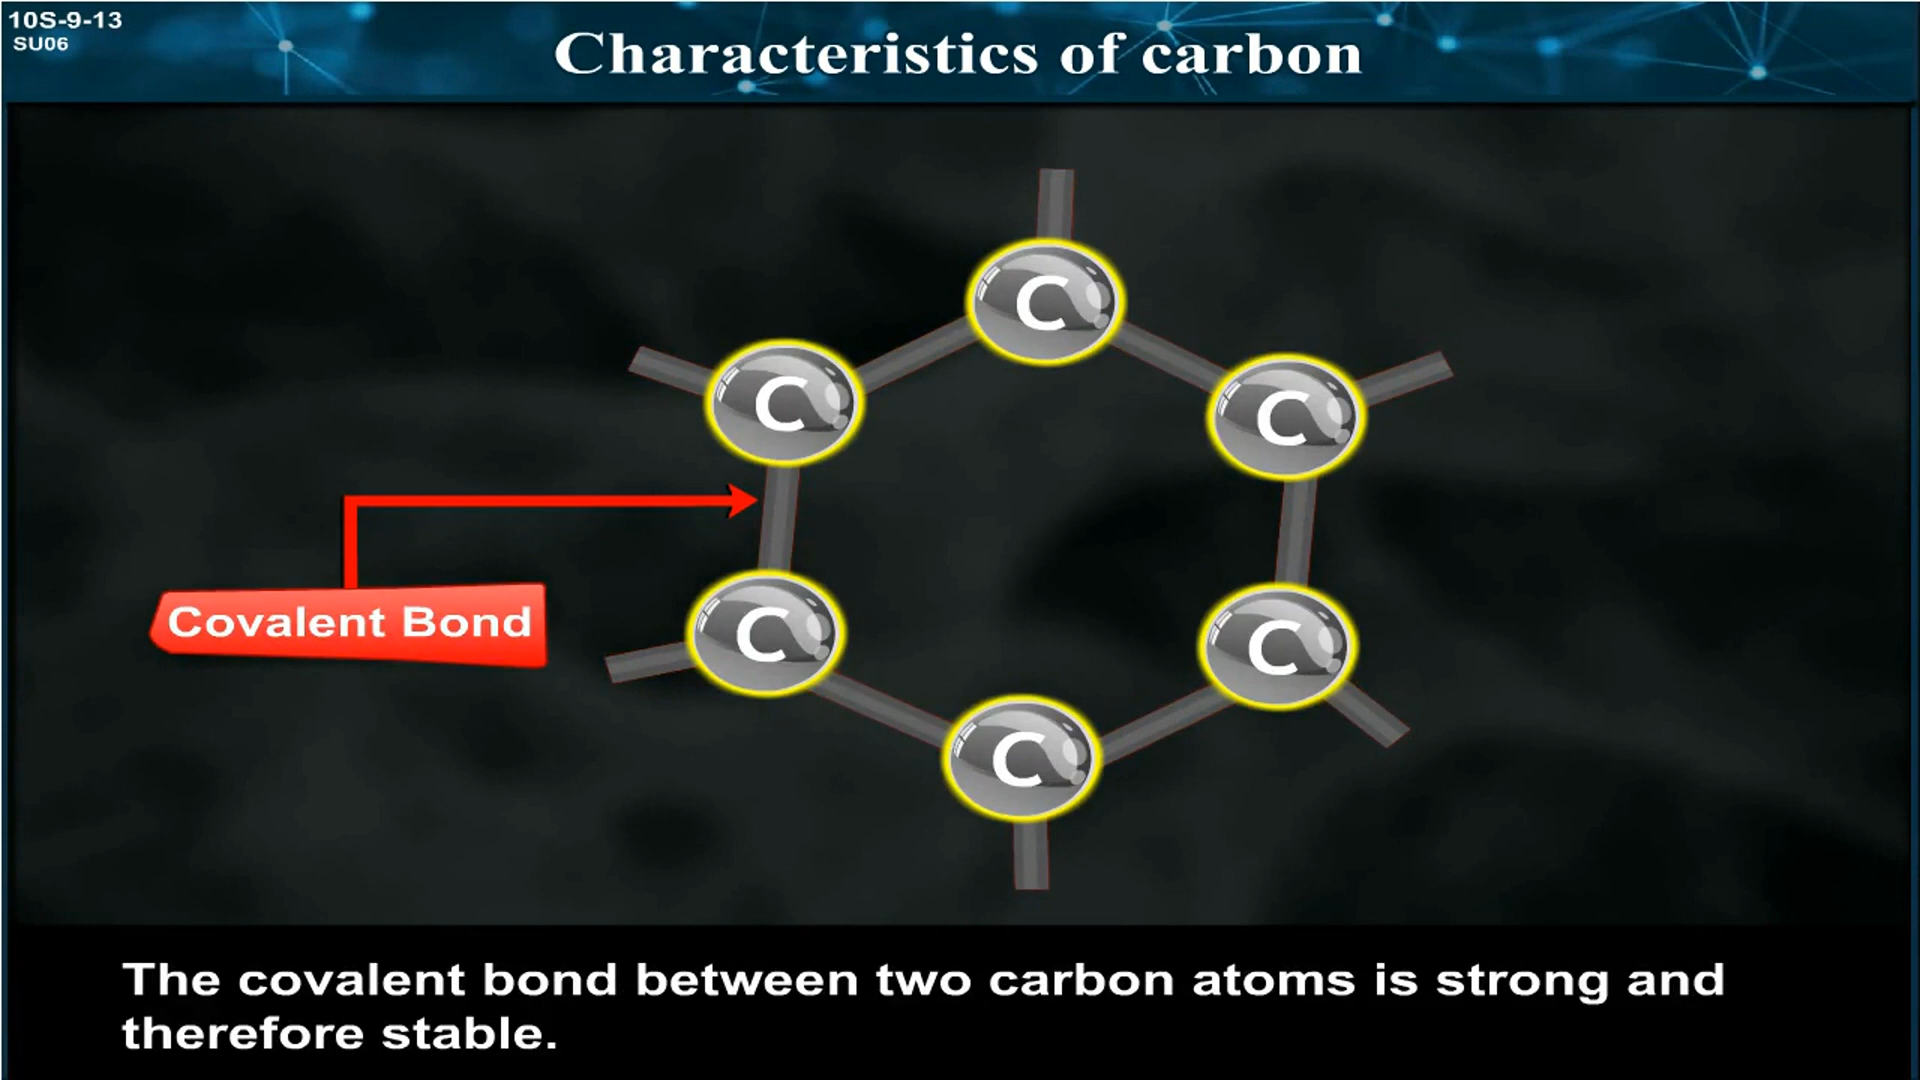 10S-9-13
SU06
Characteristics of carbon
C
C
C
Covalent Bond
C
C
C
The covalent bond between two carbon atoms is strong and
therefore stable.